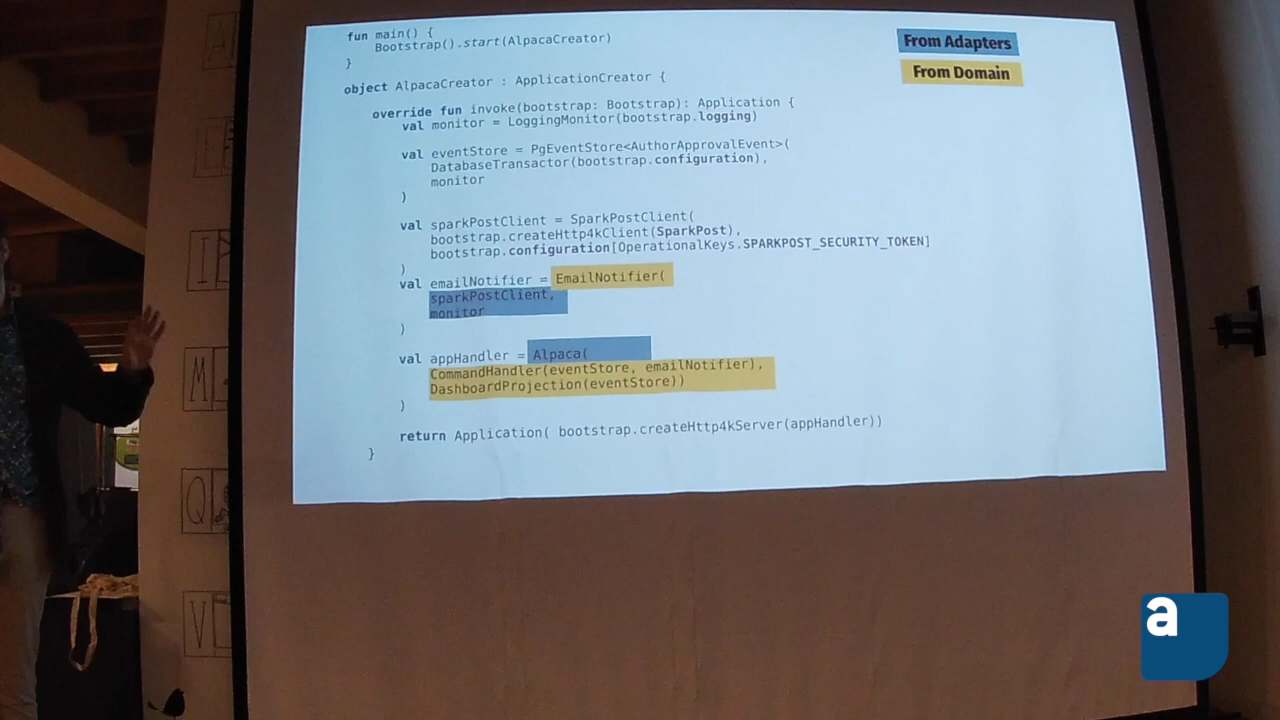 fun main() {
Bootstrap().start(AlpacaCreator)
}
object AlpacaCreator : ApplicationCreator {
override fun invoke(bootstrap: Bootstrap): Application {
val monitor = LoggingMonitor(bootstrap.logging)
val eventStore = PgEventStore<AuthorApprovalEvent>(
DatabaseTransactor(bootstrap.configuration),
monitor
)
val sparkPostClient = SparkPostClient(
bootstrap.createHttp4kClient(SparkPost),
bootstrap.configuration[OperationalKeys.SPARKPOST_SECURITY_TOKEN]
)
val emailNotifier = EmailNotifier(
sparkPostClient,
monitor
)
val appHandler = Alpaca(
CommandHandler(eventStore, emailNotifier),
DashboardProjection(eventStore))
)
return Application( bootstrap.createHttp4kServer(appHandler))
}
From Adapters
From Domain
I
M
Q
V
a